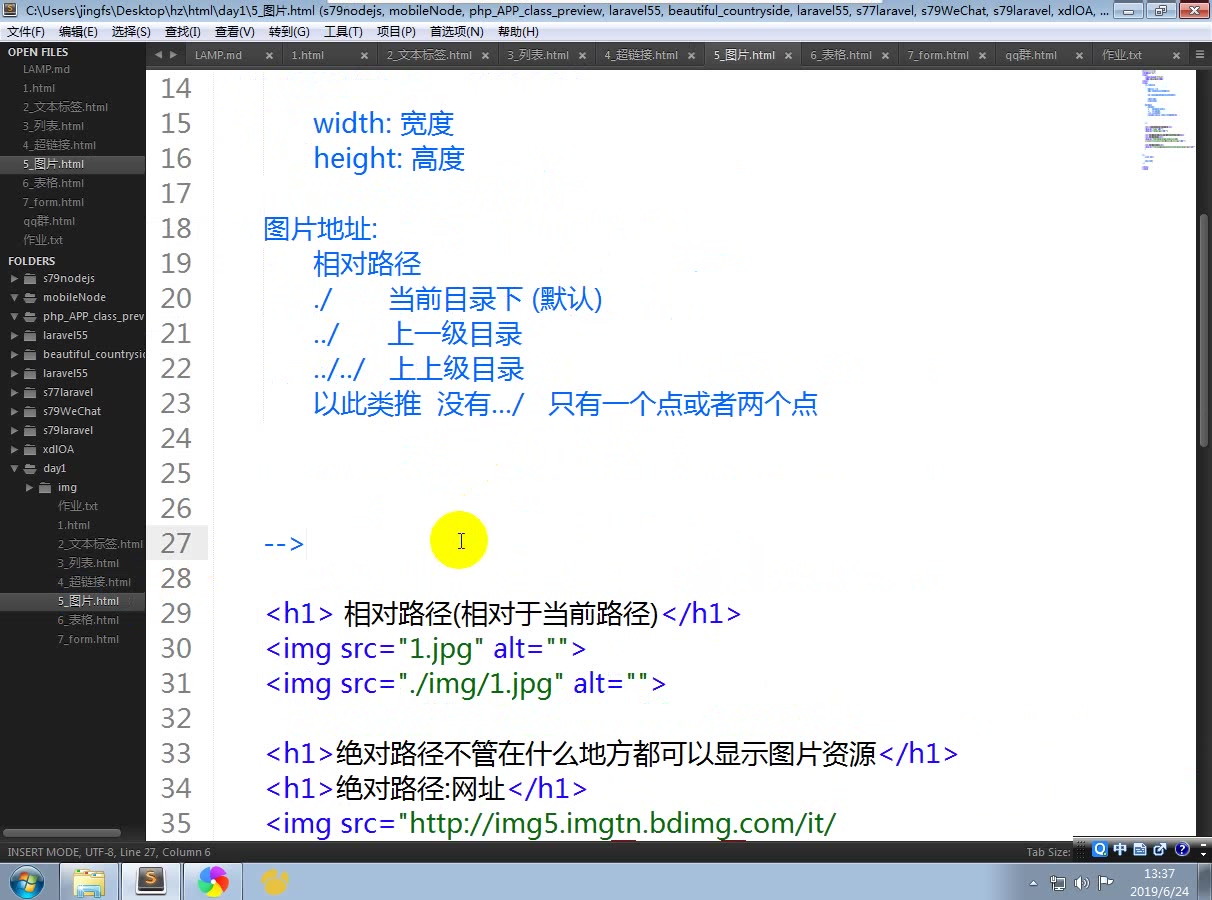 C:\Users\jingfs\Desktop\hz\html\day1\5_图片.html (s79nodejs, mobileNode, php_APP_class_preview, laravel55, beautiful_countryside, laravel55, s77laravel, s79WeChat, s79laravel, xdlOA, ...
文件(F) 编辑(E) 选择(S) 查找(I) 查看(V) 转到(G) 工具(T) 项目(P) 首选项(N) 帮助(H)
LAMP.md 1.html 2_文本标签.html 3_列表.html 4_超链接.html 5_图片.html 6_表格.html 7_form.html qq群.html 作业.txt
OPEN FILES
LAMP.md
1.html
2_文本标签.html
3_列表.html
4_超链接.html
5_图片.html
6_表格.html
7_form.html
qq群.html
作业.txt
FOLDERS
s79nodejs
mobileNode
php_APP_class_prev
laravel55
beautiful_countrysid
laravel55
s77laravel
s79WeChat
s79laravel
xdlOA
day1
img
作业.txt
1.html
2_文本标签.html
3_列表.html
4_超链接.html
5_图片.html
6_表格.html
7_form.html
14
15 width: 宽度
16 height: 高度
17
18 图片地址:
19 相对路径
20 ./ 当前目录下 (默认)
21 ../ 上一级目录
22 ../../ 上上级目录
23 以此类推 没有.../ 只有一个点或者两个点
24
25
26
27 -->
28
29 <h1> 相对路径(相对于当前路径)</h1>
30 <img src="1.jpg" alt="">
31 <img src="./img/1.jpg" alt="">
32
33 <h1>绝对路径不管在什么地方都可以显示图片资源</h1>
34 <h1>绝对路径:网址</h1>
35 <img src="http://img5.imgtn.bdimg.com/it/
INSERT MODE, UTF-8, Line 27, Column 6
Tab Size:
中
13:37
2019/6/24